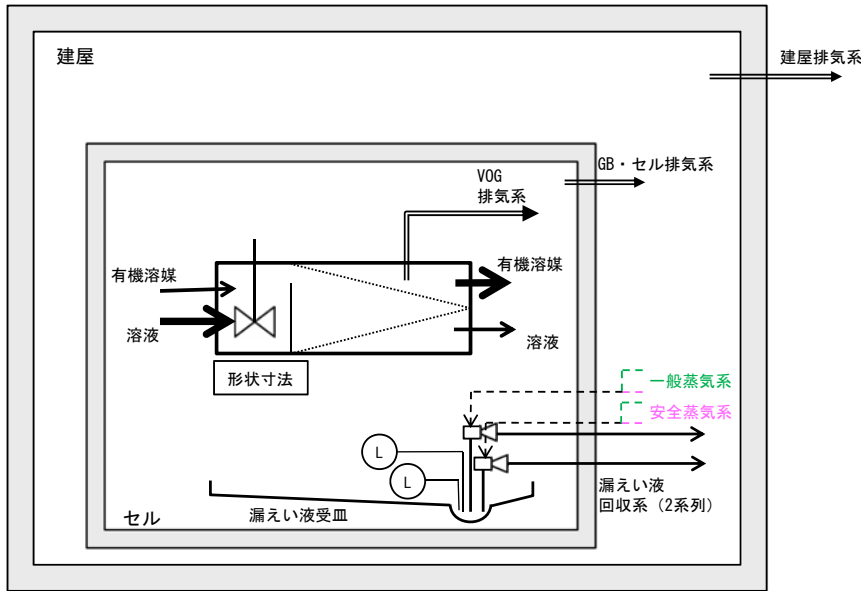 建屋
建屋排気系
GB・セル排気系
VOG
排気系
有機溶媒
有機溶媒
溶液
溶液
形状寸法
一般蒸気系
安全蒸気系
L
L
漏えい液
回収系（2系列）
漏えい液受皿
セル